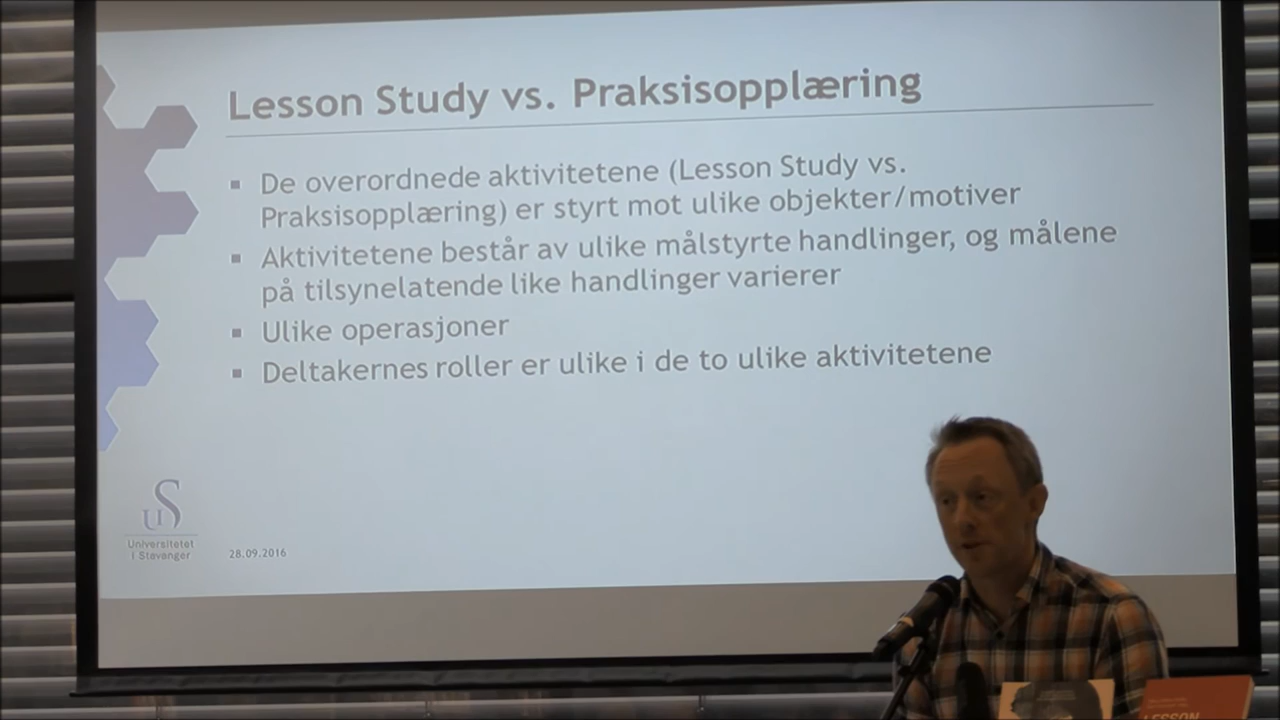 Lesson Study vs. Praksisopplæring
▪ De overordnede aktivitetene (Lesson Study vs.
Praksisopplæring) er styrt mot ulike objekter/motiver
▪ Aktivitetene består av ulike målstyrte handlinger, og målene
på tilsynelatende like handlinger varierer
▪ Ulike operasjoner
▪ Deltakernes roller er ulike i de to ulike aktivitetene
uS
Universitetet
i Stavanger
28.09.2016
LESSON